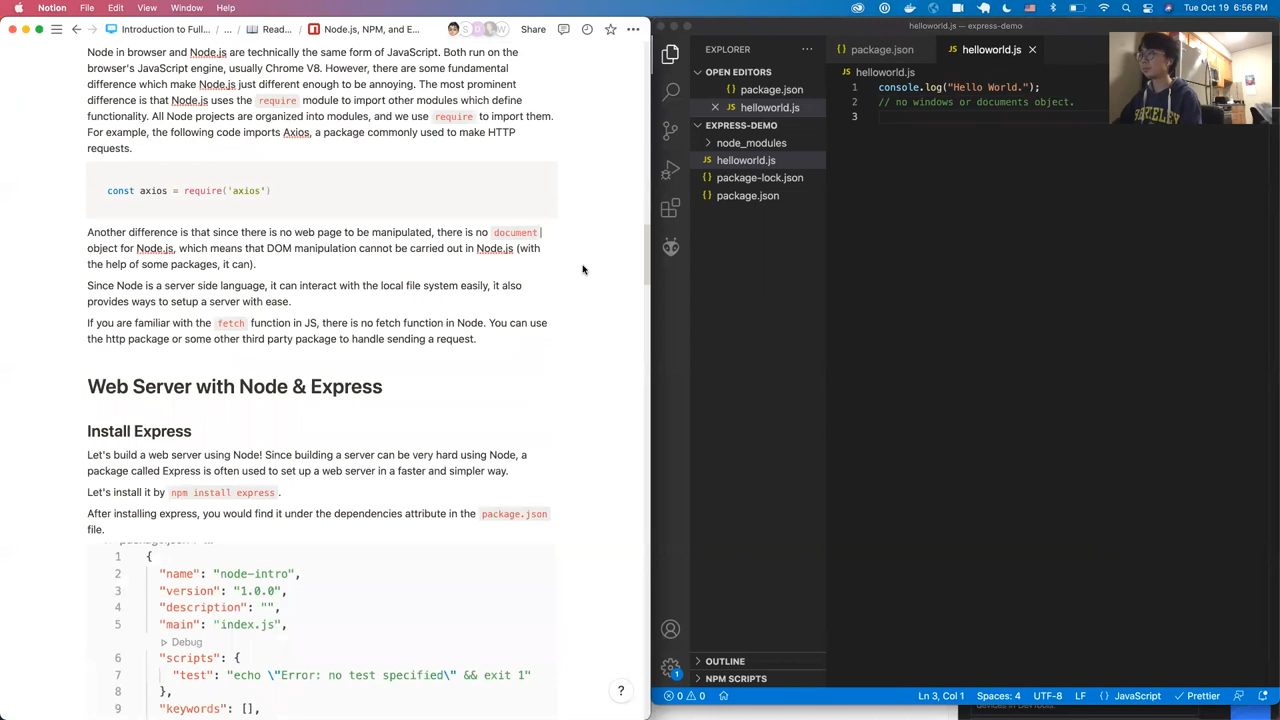 Notion File Edit View History Window Help
Tue Oct 19 6:56 PM
Introduction to Full... ... Read... Node.js, NPM, and E... Share
Node in browser and Node.js are technically the same form of JavaScript. Both run on the
browser's JavaScript engine, usually Chrome V8. However, there are some fundamental
difference which make Node.js just different enough to be annoying. The most prominent
difference is that Node.js uses the require module to import other modules which define
functionality. All Node projects are organized into modules, and we use require to import them.
For example, the following code imports Axios, a package commonly used to make HTTP
requests.
const axios = require('axios')
Another difference is that since there is no web page to be manipulated, there is no document
object for Node.js, which means that DOM manipulation cannot be carried out in Node.js (with
the help of some packages, it can).
Since Node is a server side language, it can interact with the local file system easily, it also
provides ways to setup a server with ease.
If you are familiar with the fetch function in JS, there is no fetch function in Node. You can use
the http package or some other third party package to handle sending a request.
Web Server with Node & Express
Install Express
Let's build a web server using Node! Since building a server can be very hard using Node, a
package called Express is often used to set up a web server in a faster and simpler way.
Let's install it by npm install express.
After installing express, you would find it under the dependencies attribute in the package.json
file.
1 {
2 "name": "node-intro",
3 "version": "1.0.0",
4 "description": "",
5 "main": "index.js",
Debug
6 "scripts": {
7 "test": "echo \"Error: no test specified\" && exit 1"
8 },
9 "keywords": [],
?
helloworld.js — express-demo
EXPLORER ...
OPEN EDITORS
package.json
helloworld.js
EXPRESS-DEMO
node_modules
JS helloworld.js
package-lock.json
package.json
OUTLINE
NPM SCRIPTS
package.json JS helloworld.js
JS helloworld.js
1 console.log("Hello World.");
2 // no windows or documents object.
3
BERKELEY
1
0 0 Ln 3, Col 1 Spaces: 4 UTF-8 LF JavaScript Prettier
devices in DevTools.